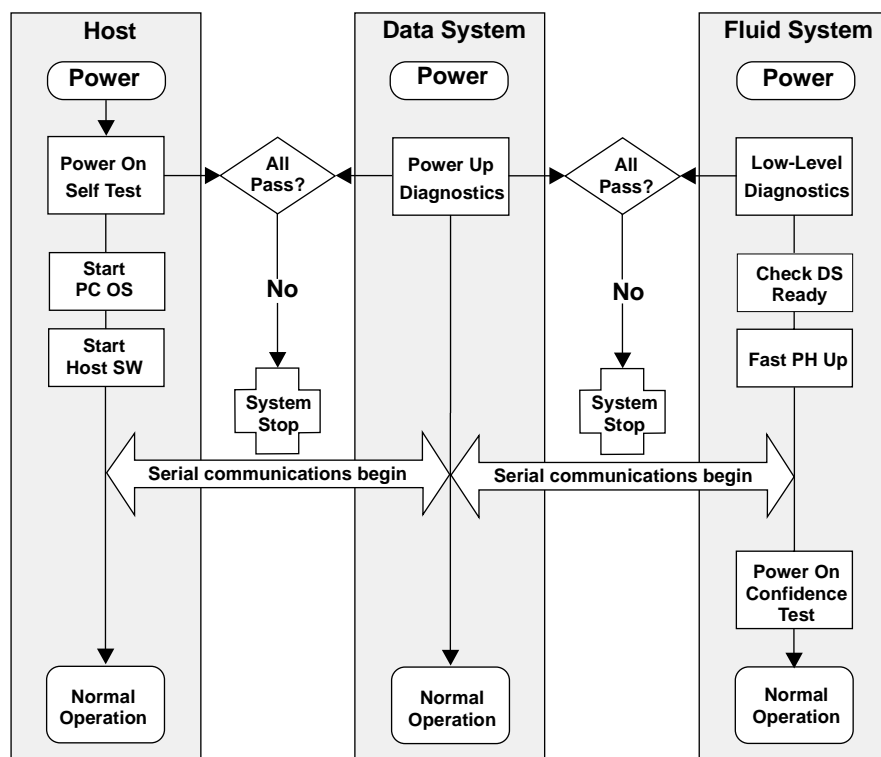 Host
Data System
Fluid System
Power
Power
Power
Power On
Self Test
All
Pass?
Power Up
Diagnostics
All
Pass?
Low-Level
Diagnostics
Start
PC OS
No
No
Check DS
Ready
Start
Host SW
Fast PH Up
System
Stop
System
Stop
Serial communications begin
Serial communications begin
Power On
Confidence
Test
Normal
Operation
Normal
Operation
Normal
Operation